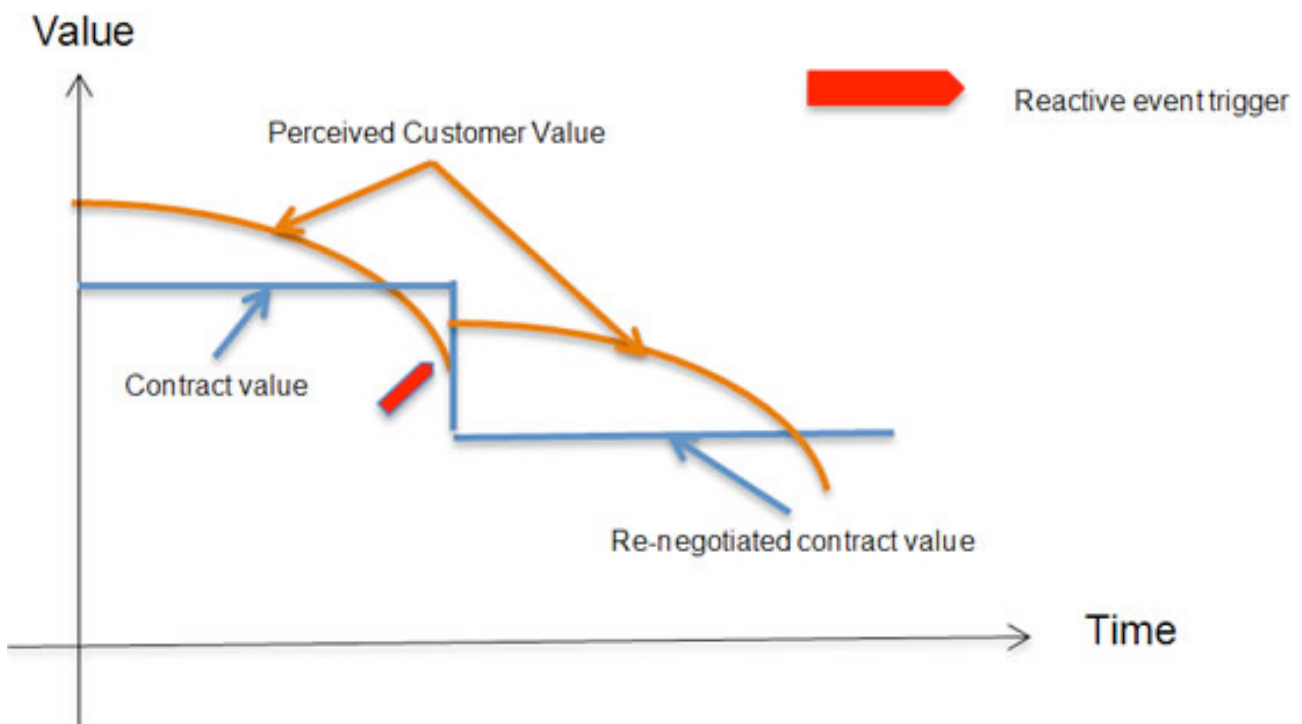 Value
Reactive event trigger
Perceived Customer Value
Contract value
Re-negotiated contract value
Time